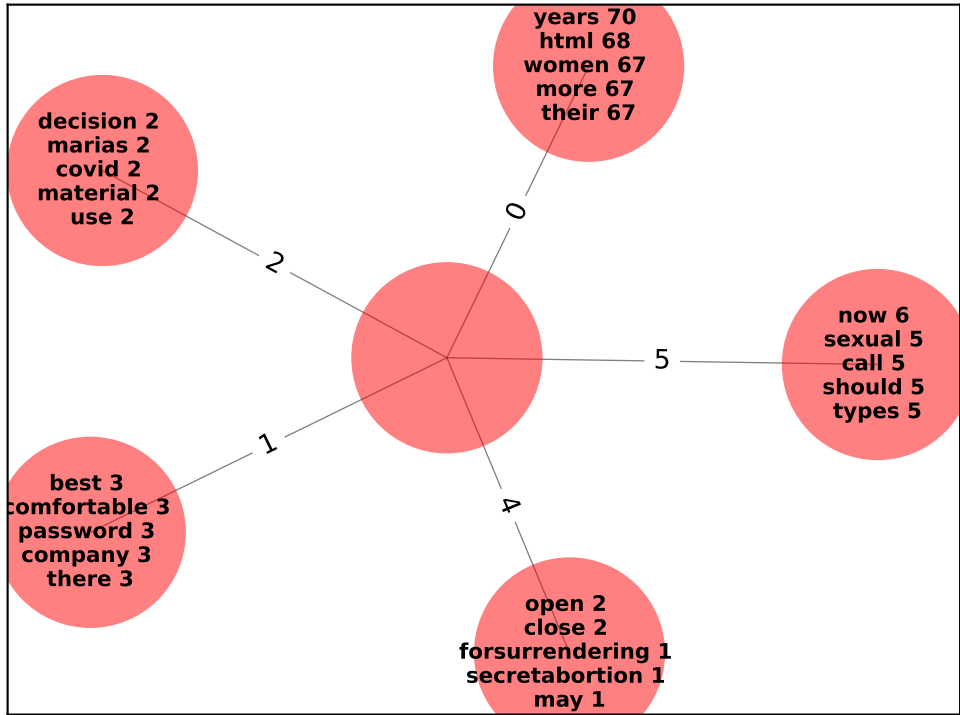 years 70
html 68
women 67
more 67
their 67
decision 2
marias 2
covid 2
material 2
use 2
0
2
now 6
sexual 5
call 5
should 5
types 5
5
1
best 3
comfortable 3
password 3
company 3
there 3
4
open 2
close 2
forsurrendering 1
secretabortion 1
may 1